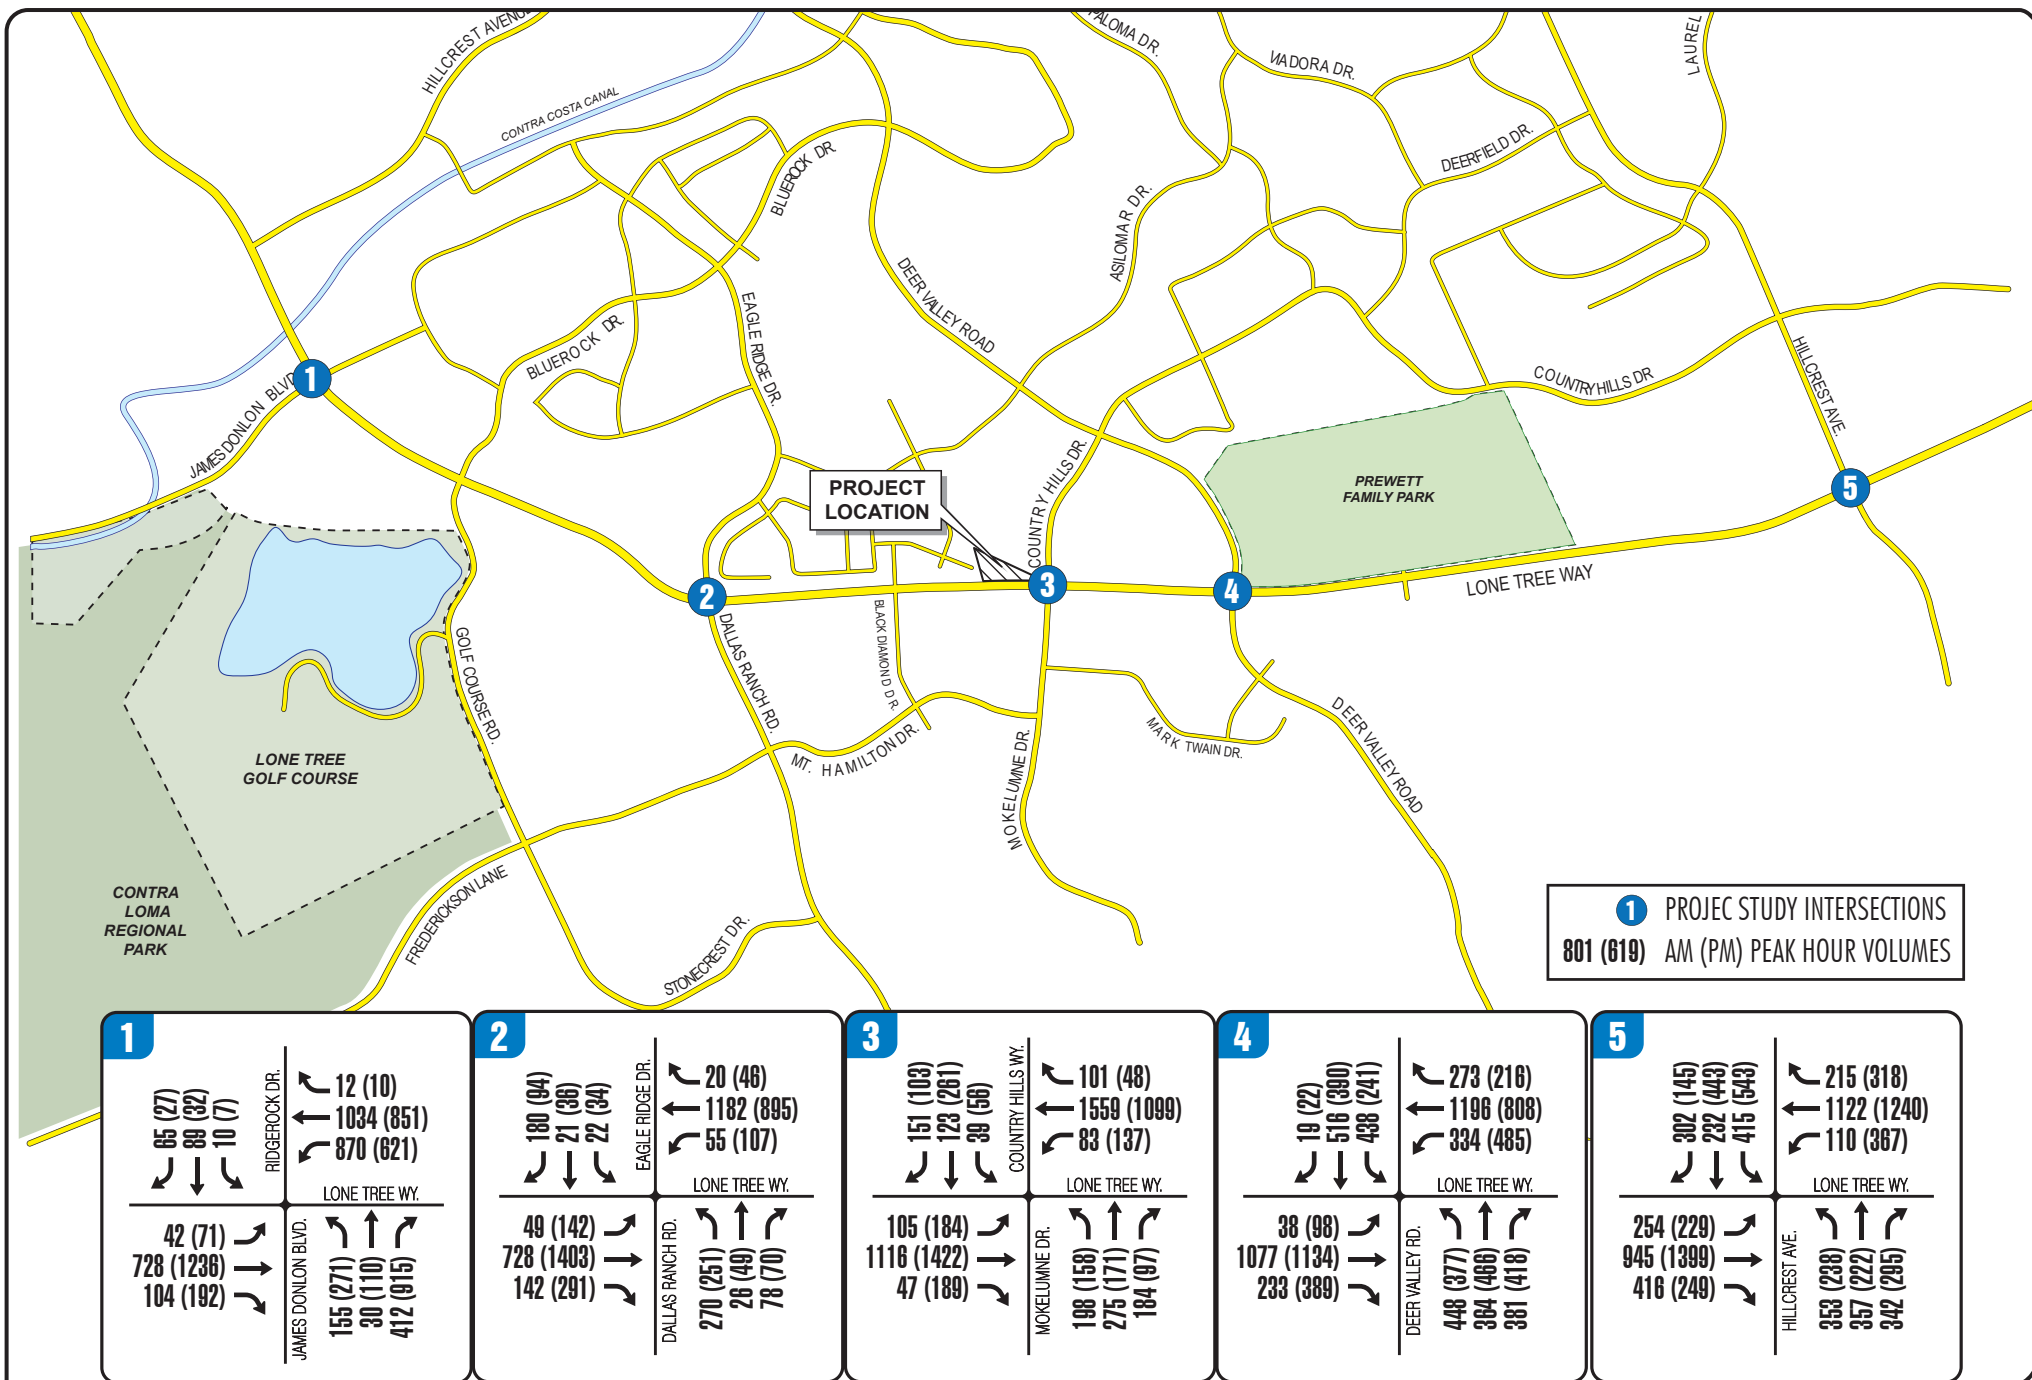 HILLCREST AVENUE
CONTRA COSTA CANAL
PALOMA DR.
VIADORA DR.
LAUREL
DEERFIELD DR.
BLUEROCK DR.
ASILOMAR DR.
DEER VALLEY ROAD
EAGLE RIDGE DR.
BLUEROCK DR.
JAMES DONLON BLVD.
1
HILLCREST AVE.
COUNTRY HILLS DR.
COUNTRY HILLS DR.
PROJECT
LOCATION
PREWETT
FAMILY PARK
5
2
3
4
LONE TREE WAY
GOLF COURSE RD.
DALLAS RANCH RD.
BLACK DIAMOND DR.
MT. HAMILTON DR.
MOKELUMNE DR.
MARK TWAIN DR.
DEER VALLEY ROAD
LONE TREE
GOLF COURSE
CONTRA
LOMA
REGIONAL
PARK
FREDERICKSON LANE
STONECREST DR.
1 PROJEC STUDY INTERSECTIONS
801 (619) AM (PM) PEAK HOUR VOLUMES
1
65 (27)
89 (32)
10 (7)
RIDGEROCK DR.
12 (10)
1034 (851)
870 (621)
LONE TREE WY.
42 (71)
728 (1236)
104 (192)
JAMES DONLON BLVD.
155 (271)
30 (110)
412 (915)
2
180 (94)
21 (36)
22 (34)
EAGLE RIDGE DR.
20 (46)
1182 (895)
55 (107)
LONE TREE WY.
49 (142)
728 (1403)
142 (291)
DALLAS RANCH RD.
270 (251)
26 (49)
78 (70)
3
151 (103)
123 (261)
39 (56)
COUNTRY HILLS WY.
101 (48)
1559 (1099)
83 (137)
LONE TREE WY.
105 (184)
1116 (1422)
47 (189)
MOKELUMNE DR.
198 (158)
275 (171)
184 (97)
4
19 (22)
516 (390)
438 (241)
273 (216)
1196 (808)
334 (485)
LONE TREE WY.
38 (98)
1077 (1134)
233 (389)
DEER VALLEY RD.
448 (377)
364 (466)
381 (418)
5
302 (145)
232 (443)
415 (543)
215 (318)
1122 (1240)
110 (367)
LONE TREE WY.
254 (229)
945 (1399)
416 (249)
HILLCREST AVE.
353 (238)
357 (222)
342 (295)